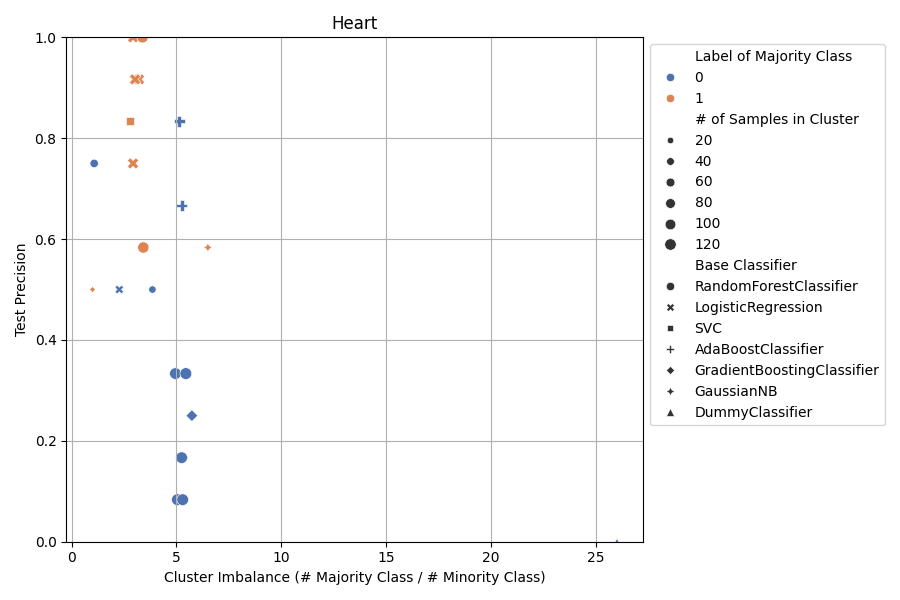 Heart
Test Precision
1.0
0.8
0.6
0.4
0.2
0.0
0
5
10
15
20
25
Cluster Imbalance (# Majority Class / # Minority Class)
Label of Majority Class
0
1
# of Samples in Cluster
20
40
60
80
100
120
Base Classifier
RandomForestClassifier
LogisticRegression
SVC
AdaBoostClassifier
GradientBoostingClassifier
GaussianNB
DummyClassifier